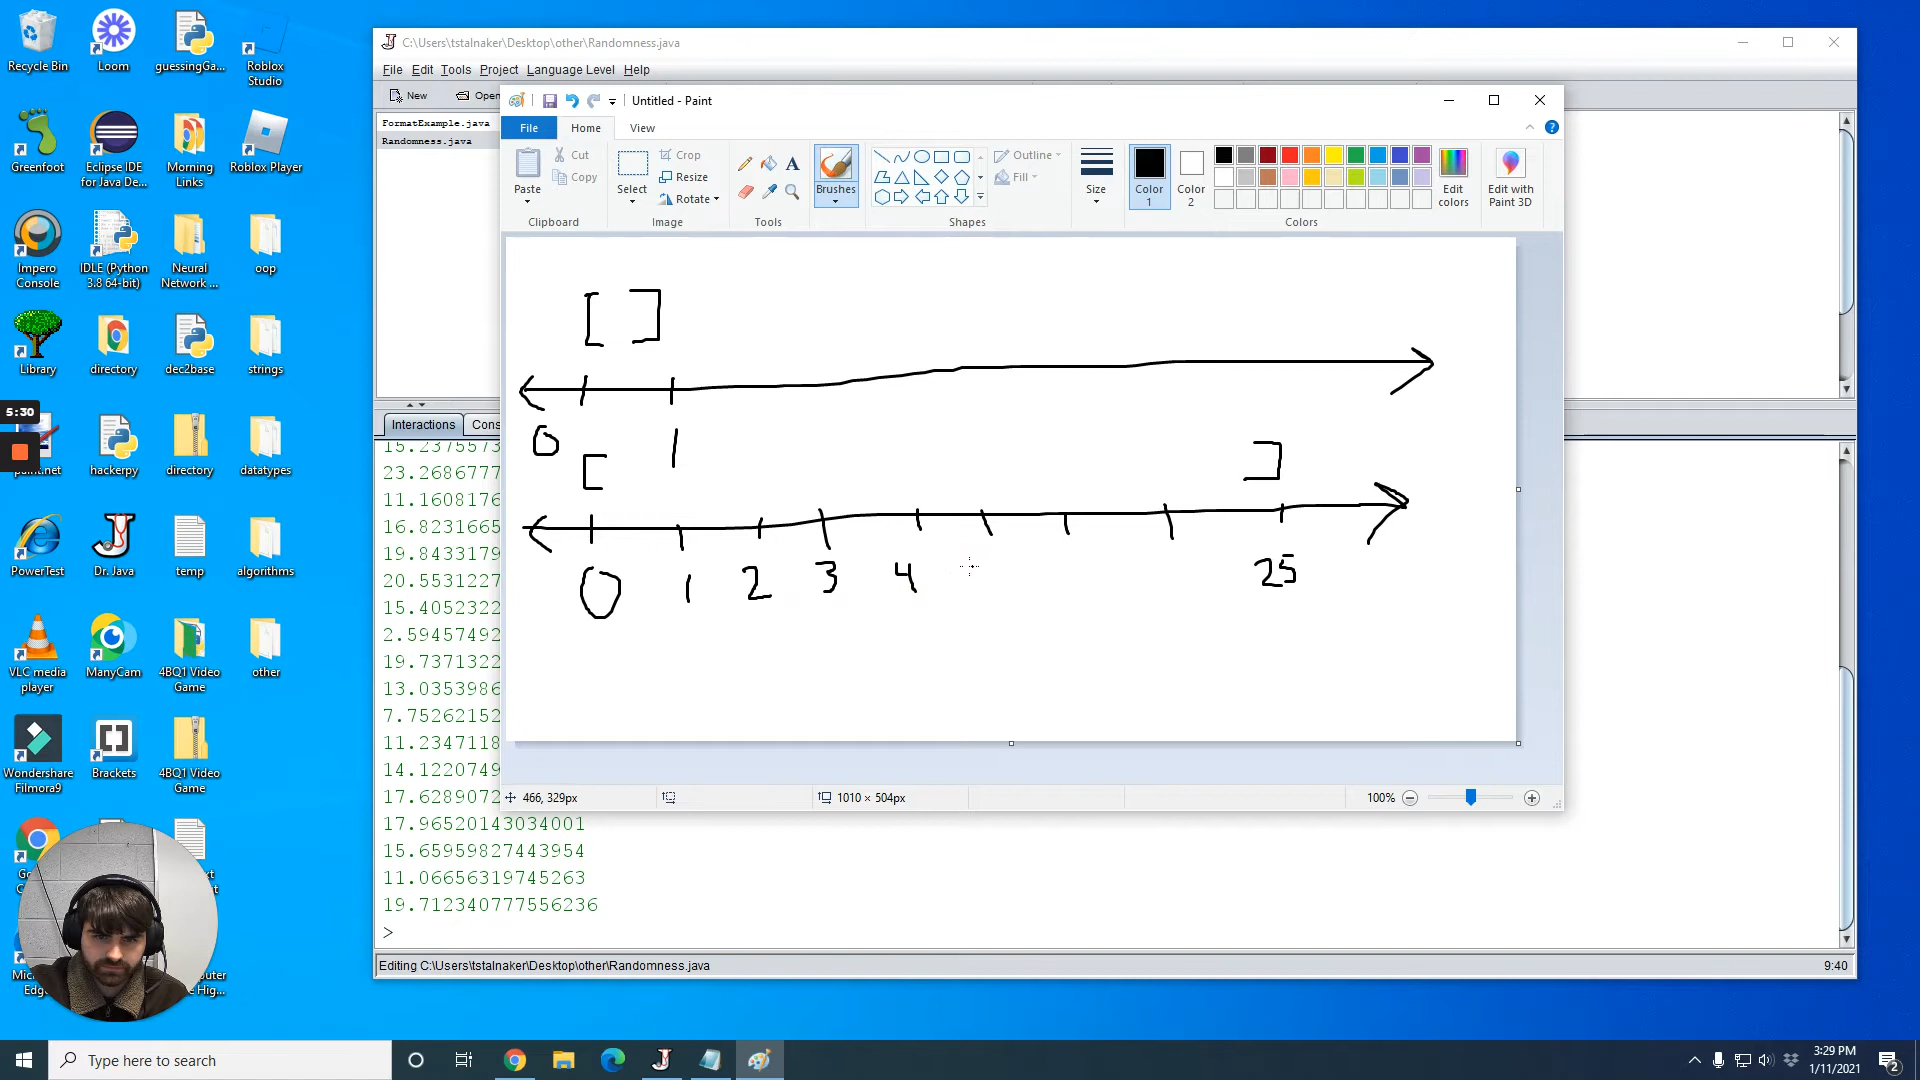 Recycle Bin
Loom
guessingGa...
Roblox Studio
Greenfoot
Eclipse IDE for Java De...
Morning Links
Roblox Player
Impero Console
IDLE (Python 3.8 64-bit)
Neural Network ...
oop
Library
directory
dec2base
strings
5:30
paint.net
hackerpy
directory
datatypes
PowerTest
Dr. Java
temp
algorithms
VLC media player
ManyCam
4BQ1 Video Game
other
Wondershare Filmora9
Brackets
4BQ1 Video Game
C:\Users\tstalnaker\Desktop\other\Randomness.java
File Edit Tools Project Language Level Help
New Open
FormatExample.java
Randomness.java
Untitled - Paint
File Home View
Paste
Cut
Copy
Clipboard
Select
Crop
Resize
Rotate
Image
Tools
Brushes
Shapes
Outline
Fill
Size
Color 1
Color 2
Colors
Edit colors
Edit with Paint 3D
[ ]
0 1
[ ]
0 1 2 3 4 25
466, 329px
1010 × 504px
100%
Interactions Cons
15.2375573
23.2686777
11.1608176
16.8231665
19.8433179
20.5531227
15.4052322
2.59457492
19.7371322
13.0353986
7.75262152
11.2347118
14.1220749
17.6289072
17.96520143034001
15.65959827443954
11.06656319745263
19.712340777556236
>
Editing C:\Users\tstalnaker\Desktop\other\Randomness.java
9:40
Type here to search
3:29 PM
1/11/2021
2